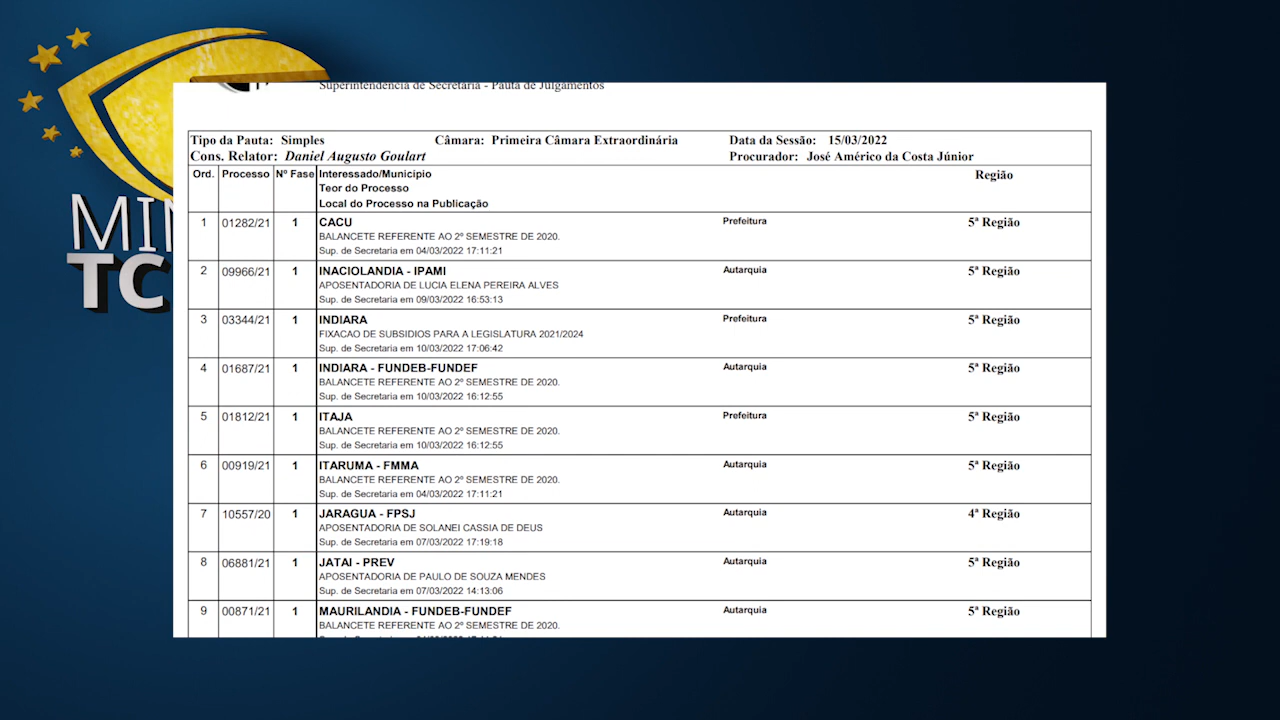 MIN
TC
Superintendência de Secretaria - Pauta de Julgamentos
Tipo da Pauta: Simples Câmara: Primeira Câmara Extraordinária Data da Sessão: 15/03/2022
Cons. Relator: Daniel Augusto Goulart Procurador: José Américo da Costa Júnior
Ord. Processo Nº Fase Interessado/Município Região
Teor do Processo
Local do Processo na Publicação
1 01282/21 1 CACU Prefeitura 5ª Região
BALANCETE REFERENTE AO 2º SEMESTRE DE 2020.
Sup. de Secretaria em 04/03/2022 17:11:21
2 09966/21 1 INACIOLANDIA - IPAMI Autarquia 5ª Região
APOSENTADORIA DE LUCIA ELENA PEREIRA ALVES
Sup. de Secretaria em 09/03/2022 16:53:13
3 03344/21 1 INDIARA Prefeitura 5ª Região
FIXACAO DE SUBSIDIOS PARA A LEGISLATURA 2021/2024
Sup. de Secretaria em 10/03/2022 17:06:42
4 01687/21 1 INDIARA - FUNDEB-FUNDEF Autarquia 5ª Região
BALANCETE REFERENTE AO 2º SEMESTRE DE 2020.
Sup. de Secretaria em 10/03/2022 16:12:55
5 01812/21 1 ITAJA Prefeitura 5ª Região
BALANCETE REFERENTE AO 2º SEMESTRE DE 2020.
Sup. de Secretaria em 10/03/2022 16:12:55
6 00919/21 1 ITARUMA - FMMA Autarquia 5ª Região
BALANCETE REFERENTE AO 2º SEMESTRE DE 2020.
Sup. de Secretaria em 04/03/2022 17:11:21
7 10557/20 1 JARAGUA - FPSJ Autarquia 4ª Região
APOSENTADORIA DE SOLANEI CASSIA DE DEUS
Sup. de Secretaria em 07/03/2022 17:19:18
8 06881/21 1 JATAI - PREV Autarquia 5ª Região
APOSENTADORIA DE PAULO DE SOUZA MENDES
Sup. de Secretaria em 07/03/2022 14:13:06
9 00871/21 1 MAURILANDIA - FUNDEB-FUNDEF Autarquia 5ª Região
BALANCETE REFERENTE AO 2º SEMESTRE DE 2020.